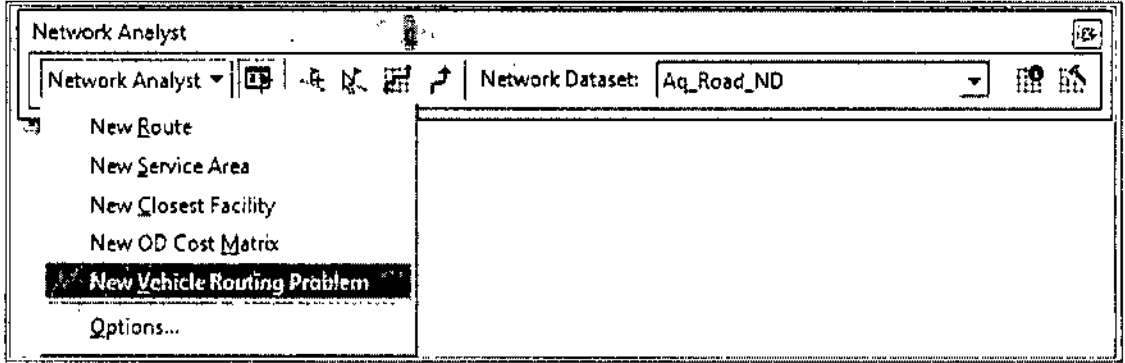 Network Analyst
Network Analyst Network Dataset: Aq_Road_ND
New Route
New Service Area
New Closest Facility
New OD Cost Matrix
New Vehicle Routing Problem
Options...